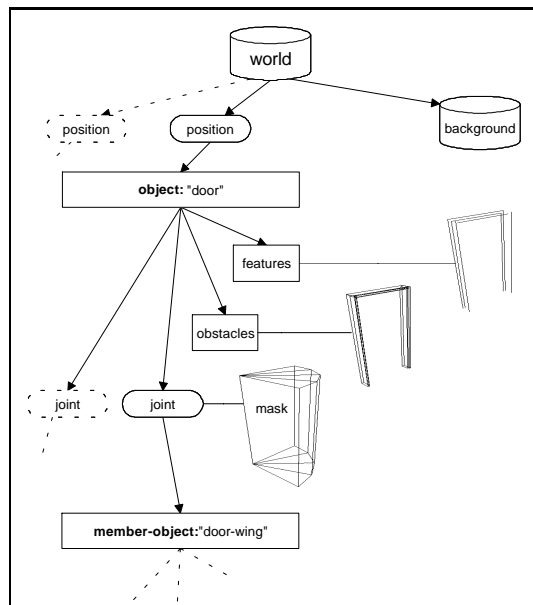 world
position
position
background
object: "door"
features
obstacles
joint
joint
mask
member-object:"door-wing"